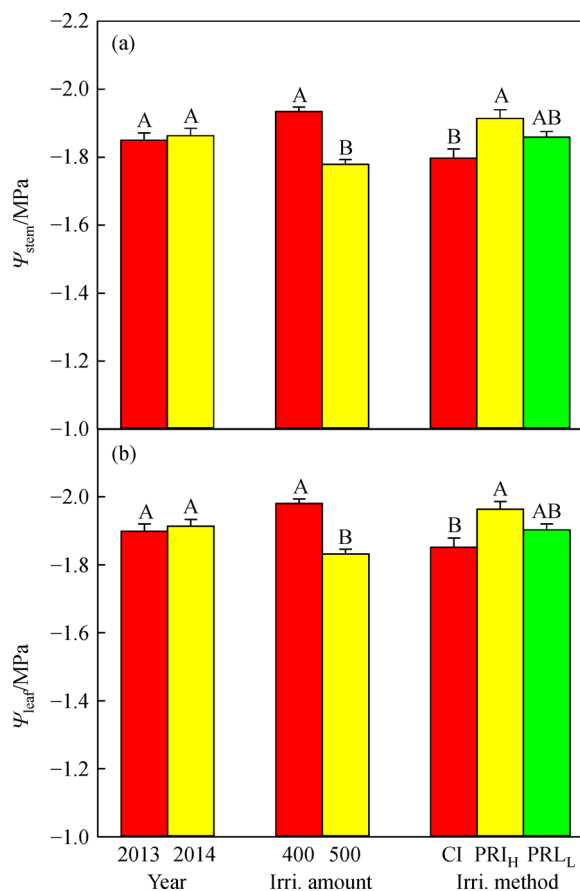 −2.2
(a)
−2.0
−1.8
−1.6
−1.4
−1.2
−1.0
Ψstem/MPa
A A A B B A AB
(b)
−2.0
−1.8
−1.6
−1.4
−1.2
−1.0
Ψleaf/MPa
A A A B B A AB
2013 2014 400 500 CI PRIH PRLL
Year Irri. amount Irri. method